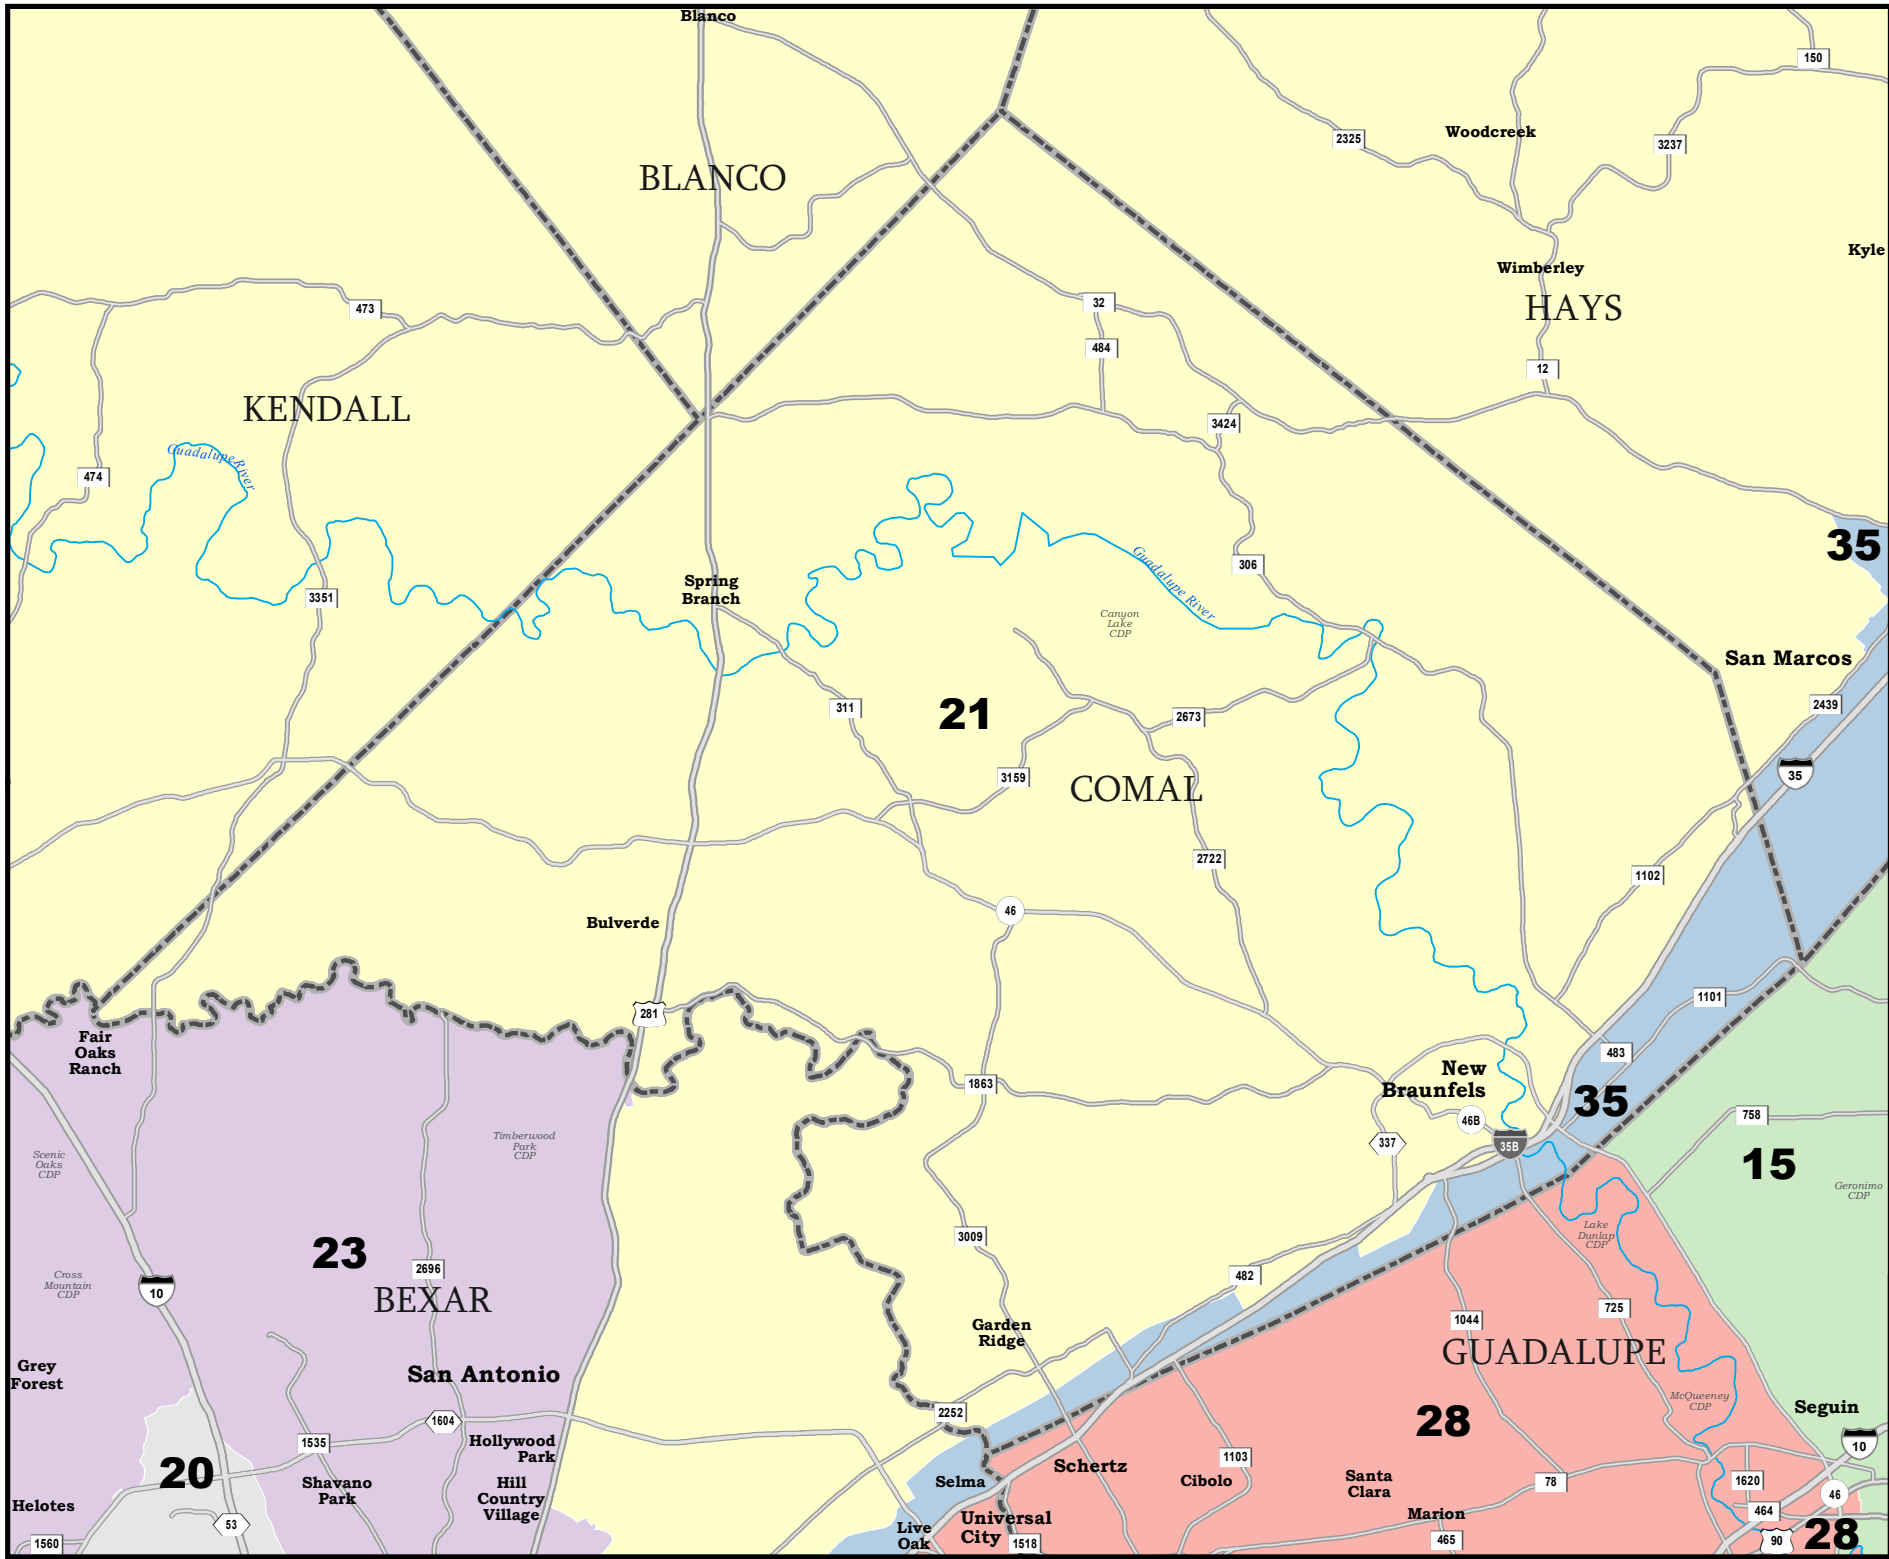 Blanco
150
2325
Woodcreek
3237
BLANCO
Kyle
Wimberley
HAYS
473
32
484
12
KENDALL
3424
Guadalupe River
474
35
Guadalupe River
306
Spring
Branch
3351
Canyon
Lake
CDP
San Marcos
311
21
2673
2439
3159
35
COMAL
2722
1102
46
Bulverde
281
1101
Fair
Oaks
Ranch
483
New
Braunfels
1863
35
46B
758
337
35B
Timberwood
Park
CDP
Scenic
Oaks
CDP
15
Geronimo
CDP
23
3009
Lake
Dunlap
CDP
2696
482
Cross
Mountain
CDP
10
BEXAR
725
1044
Garden
Ridge
GUADALUPE
Grey
Forest
San Antonio
McQueeney
CDP
2252
28
Seguin
1604
1535
Hollywood
Park
10
20
Schertz
1103
Cibolo
Selma
Santa
Clara
78
1620
Shavano
Park
Hill
Country
Village
46
Helotes
464
Marion
53
Universal
City
Live
Oak
1560
1518
465
90
28